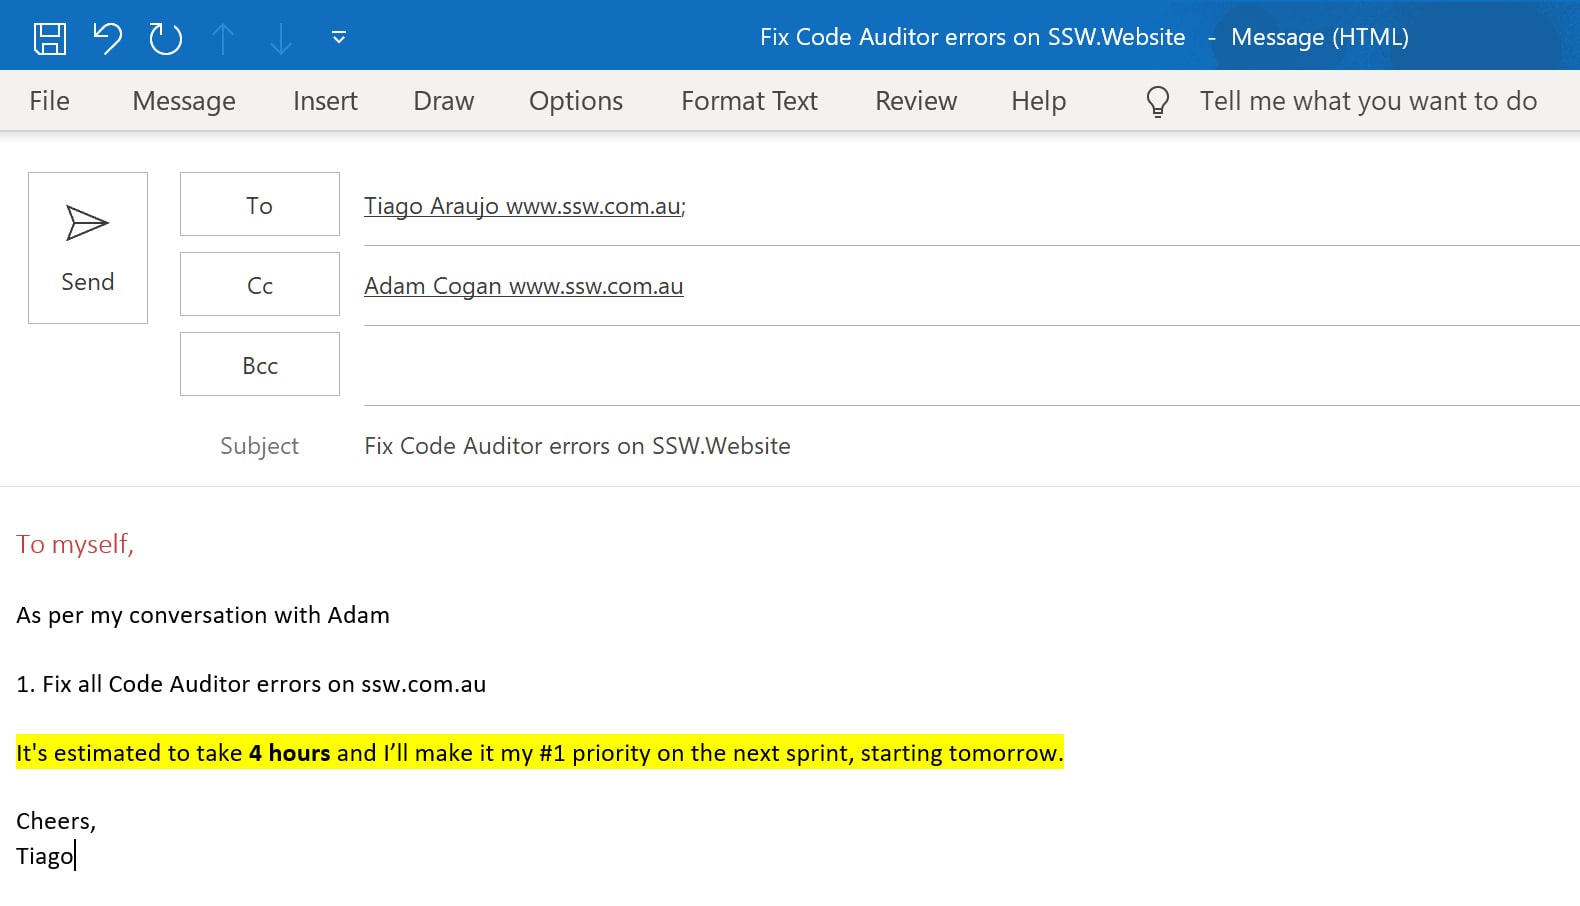 Fix Code Auditor errors on SSW.Website - Message (HTML)
File Message Insert Draw Options Format Text Review Help Tell me what you want to do
To Tiago Araujo www.ssw.com.au;
Send
Cc Adam Cogan www.ssw.com.au
Bcc
Subject Fix Code Auditor errors on SSW.Website
To myself,
As per my conversation with Adam
1. Fix all Code Auditor errors on ssw.com.au
It's estimated to take 4 hours and I’ll make it my #1 priority on the next sprint, starting tomorrow.
Cheers,
Tiago